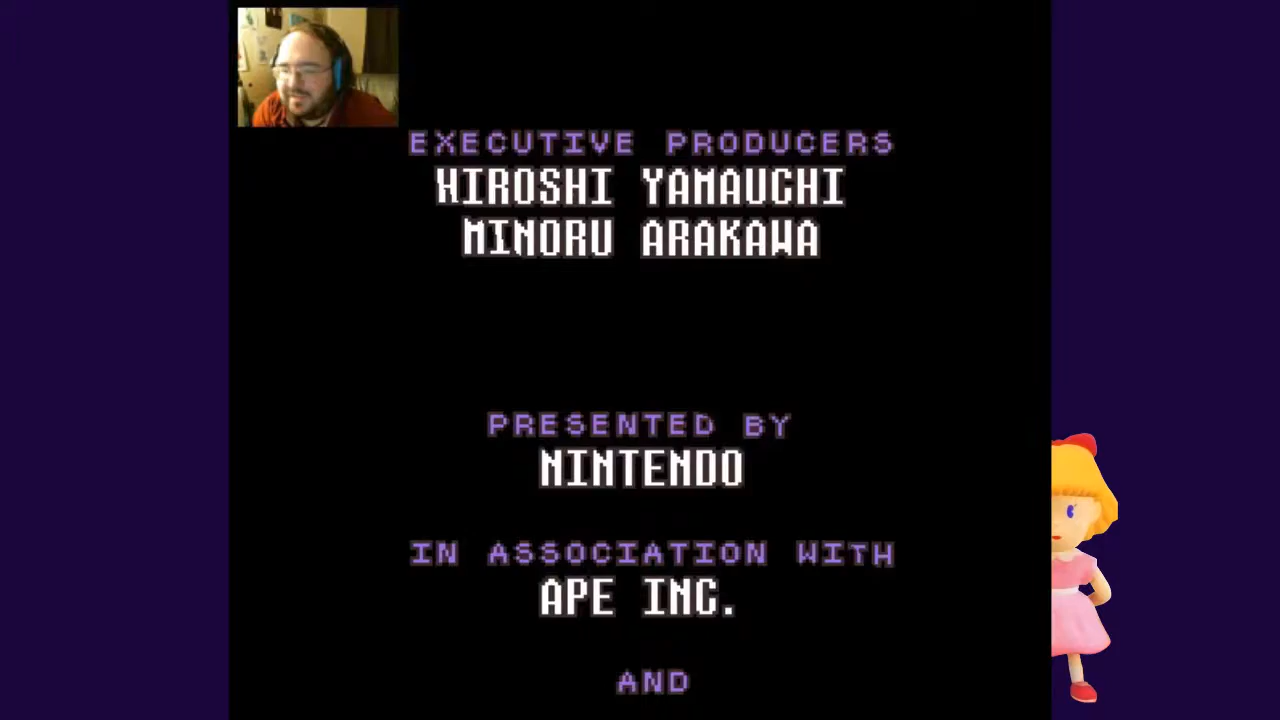 EXECUTIVE PRODUCERS
HIROSHI YAMAUCHI
MINORU ARAKAWA
PRESENTED BY
NINTENDO
IN ASSOCIATION WITH
APE INC.
AND